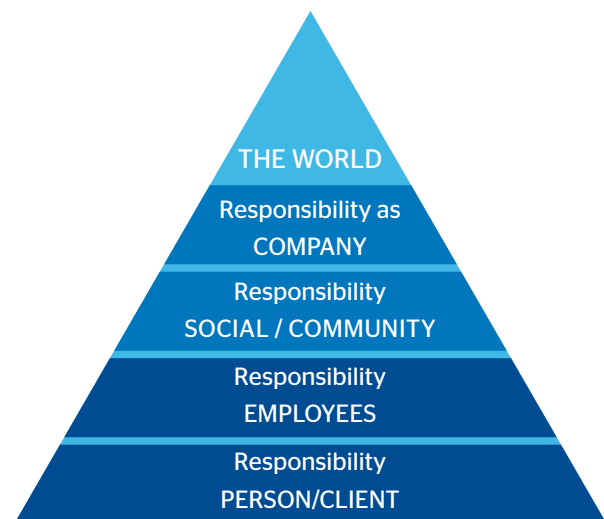 THE WORLD
Responsibility as
COMPANY
Responsibility
SOCIAL / COMMUNITY
Responsibility
EMPLOYEES
Responsibility
PERSON/CLIENT